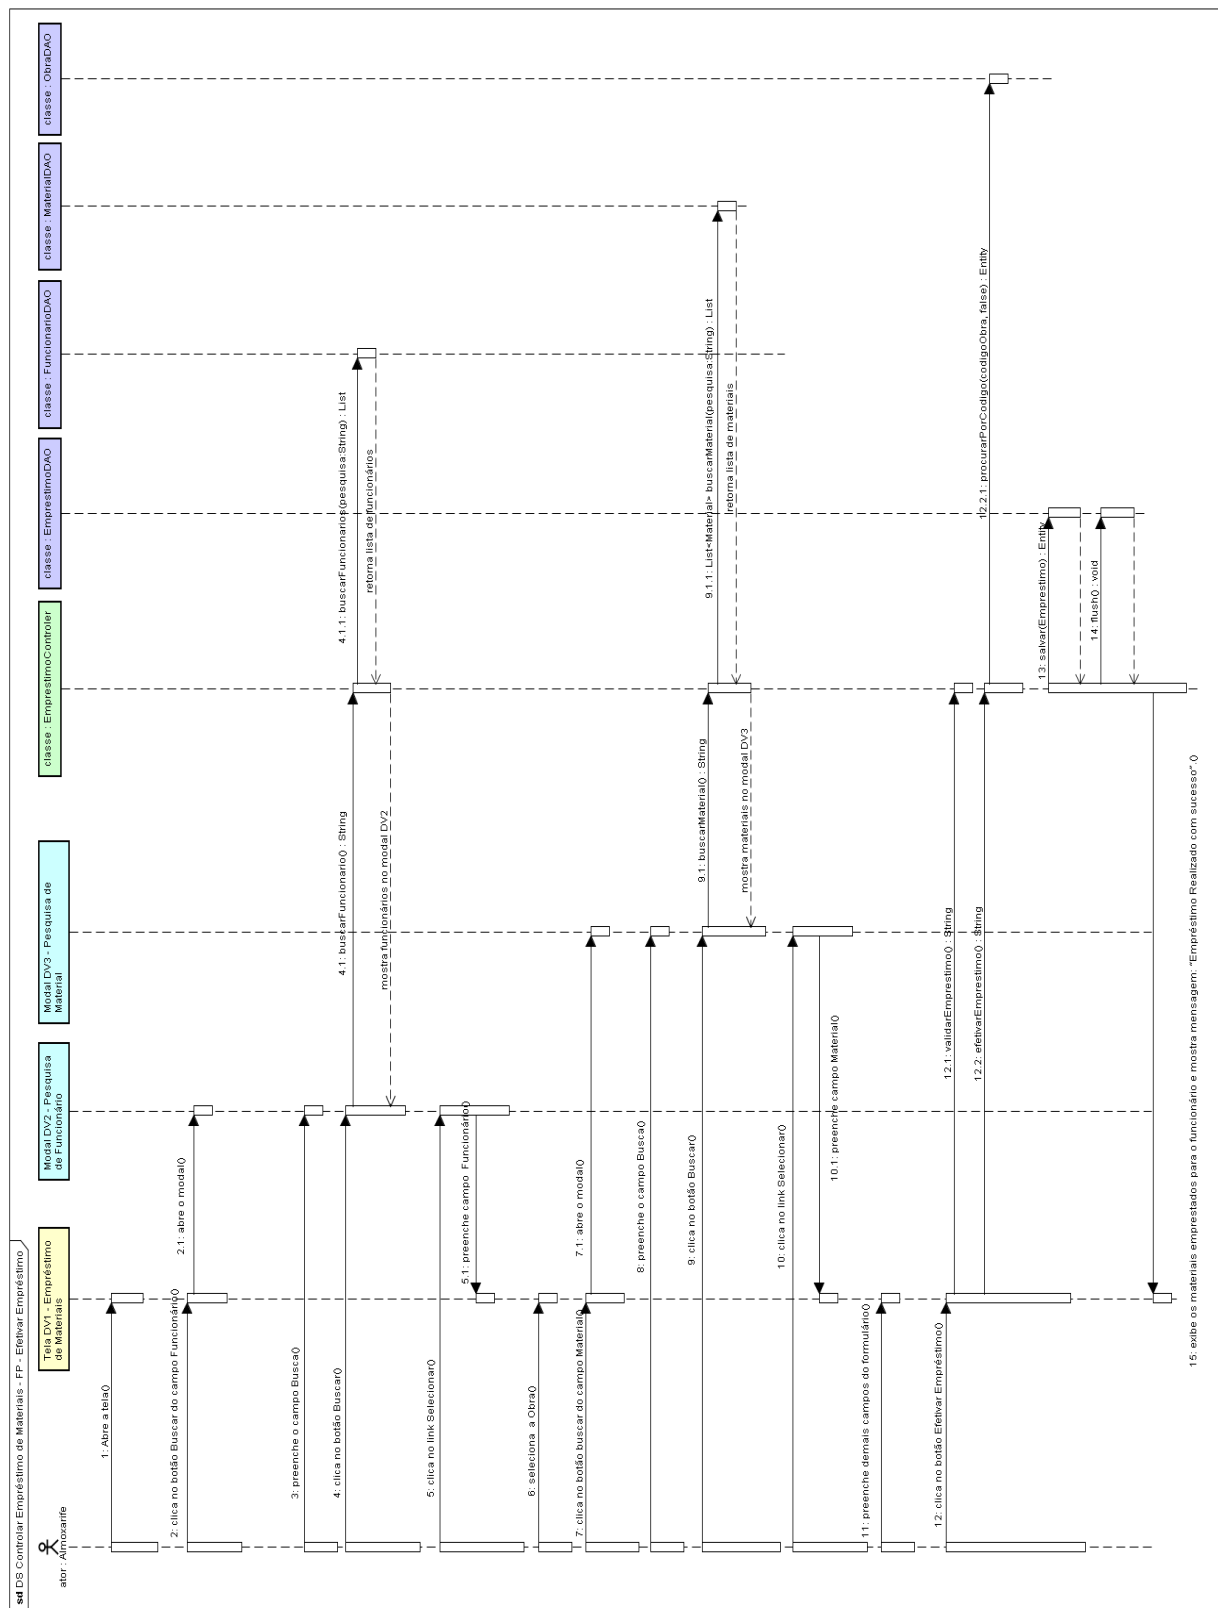 sd DS Controlar Empréstimo de Materiais - FP - Efetivar Empréstimo
ator : Almoxarife
Tela DV1 - Empréstimo
de Materiais
Modal DV2 - Pesquisa
de Funcionário
Modal DV3 - Pesquisa de
Material
classe : EmprestimoControler
classe : EmprestimoDAO
classe : FuncionarioDAO
classe : MaterialDAO
classe : ObraDAO
1: Abre a tela()
2: clica no botão Buscar do campo Funcionário()
2.1: abre o modal()
3: preenche o campo Busca()
4: clica no botão Buscar()
4.1: buscarFuncionario() : String
4.1.1: buscarFuncionarios(pesquisa:String) : List
retorna lista de funcionários
mostra funcionários no modal DV2
5: clica no link Selecionar()
5.1: preenche campo Funcionário()
6: seleciona a Obra()
7: clica no botão buscar do campo Material()
7.1: abre o modal()
8: preenche o campo Busca()
9: clica no botão Buscar()
9.1: buscarMaterial() : String
9.1.1: List<Material> buscarMaterial(pesquisa:String) : List
retorna lista de materiais
mostra materiais no modal DV3
10: clica no link Selecionar()
10.1: preenche campo Material()
11: preenche demais campos do formulário()
12: clica no botão Efetivar Empréstimo()
12.1: validarEmprestimo() : String
12.2: efetivarEmprestimo() : String
12.2.1: procurarPorCodigo(codigoObra, false) : Entity
13: salvar(Emprestimo) : Entity
14: flush() : void
15: exibe os materiais emprestados para o funcionário e mostra mensagem: "Empréstimo Realizado com sucesso".()